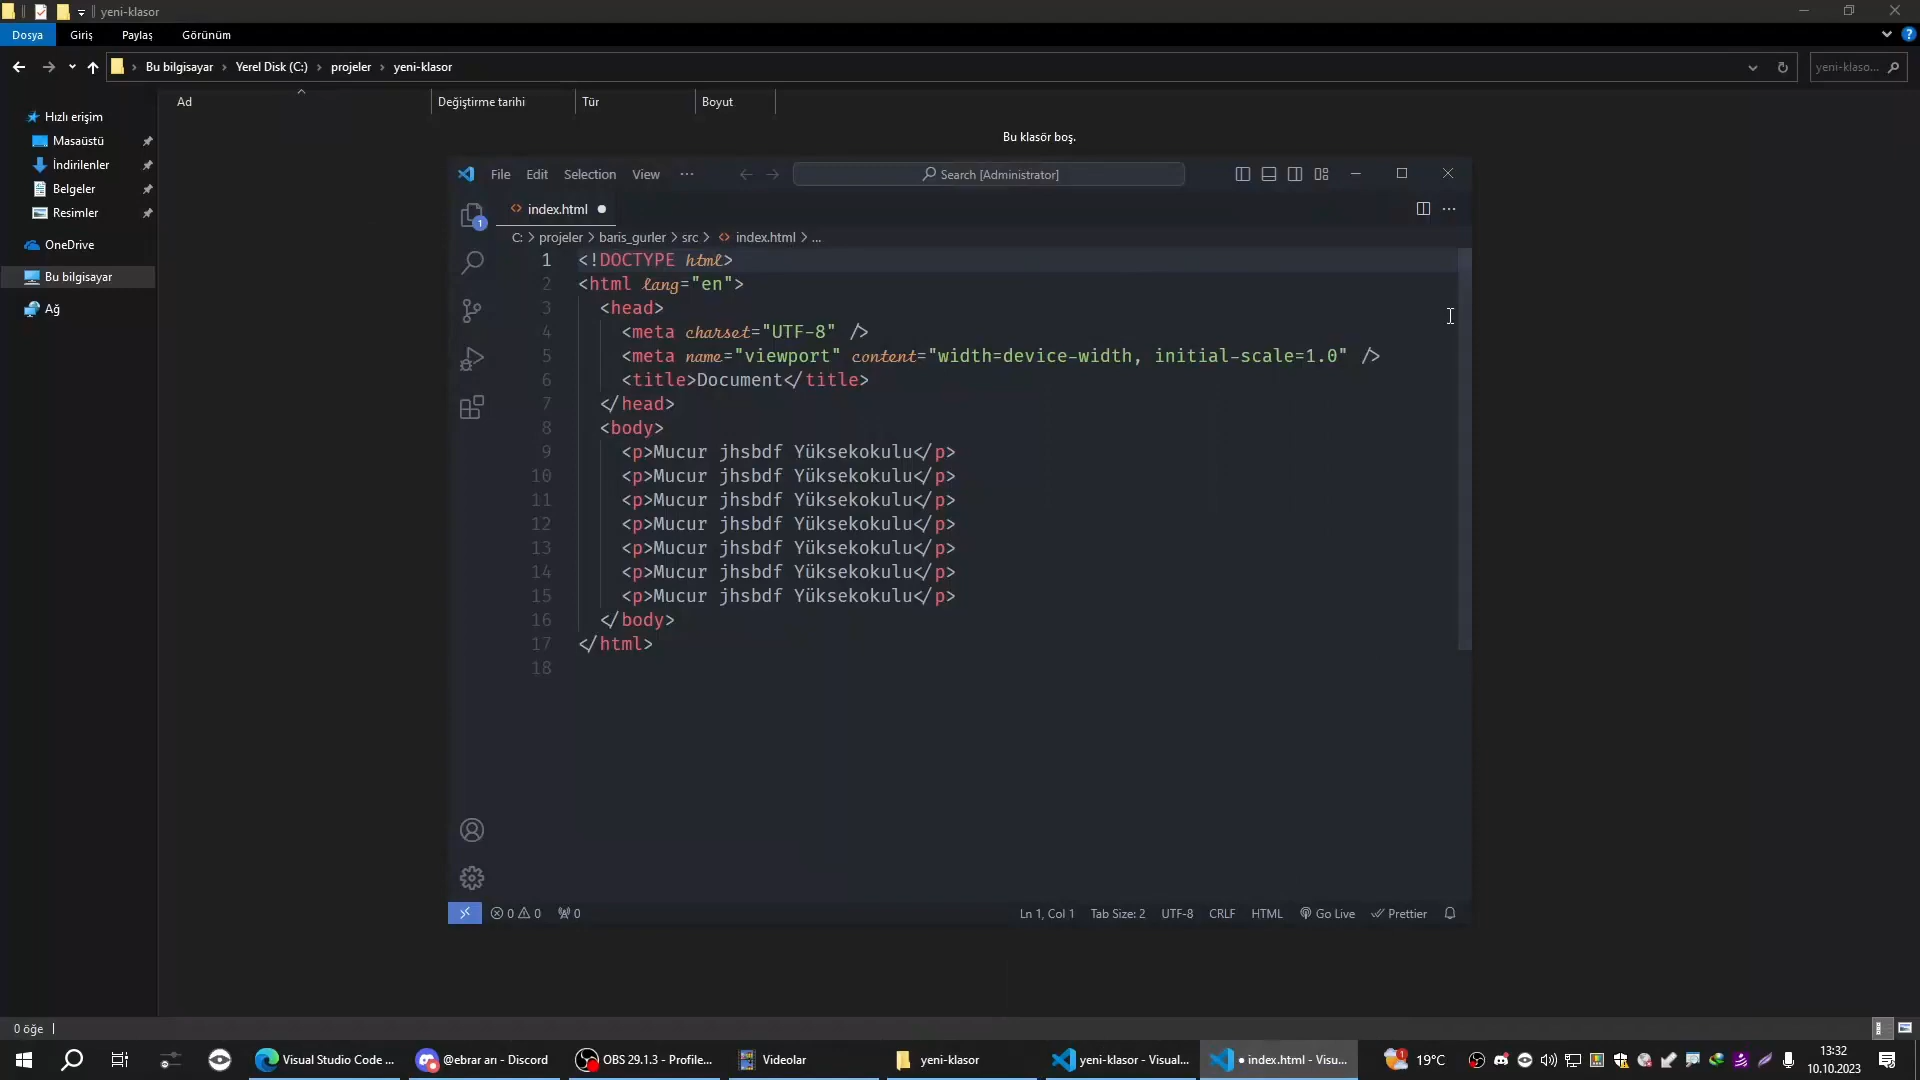 yeni-klasor
Dosya Giriş Paylaş Görünüm
Bu bilgisayar Yerel Disk (C:) projeler yeni-klasor yeni-klaso...
Ad Değiştirme tarihi Tür Boyut
Hızlı erişim
Masaüstü
İndirilenler
Belgeler
Resimler
OneDrive
Bu bilgisayar
Ağ
Bu klasör boş.
File Edit Selection View ··· Search [Administrator]
1
index.html
C: > projeler > baris_gurler > src > index.html > ...
1 <!DOCTYPE html>
2 <html lang="en">
3 <head>
4 <meta charset="UTF-8" />
5 <meta name="viewport" content="width=device-width, initial-scale=1.0" />
6 <title>Document</title>
7 </head>
8 <body>
9 <p>Mucur jhsbdf Yüksekokulu</p>
10 <p>Mucur jhsbdf Yüksekokulu</p>
11 <p>Mucur jhsbdf Yüksekokulu</p>
12 <p>Mucur jhsbdf Yüksekokulu</p>
13 <p>Mucur jhsbdf Yüksekokulu</p>
14 <p>Mucur jhsbdf Yüksekokulu</p>
15 <p>Mucur jhsbdf Yüksekokulu</p>
16 </body>
17 </html>
18
0 0 0 Ln 1, Col 1 Tab Size: 2 UTF-8 CRLF HTML Go Live Prettier
0 öğe
Visual Studio Code ... @ebrar arı - Discord OBS 29.1.3 - Profile... Videolar yeni-klasor yeni-klasor - Visual... ● index.html - Visu... 1 19°C 13:32
10.10.2023